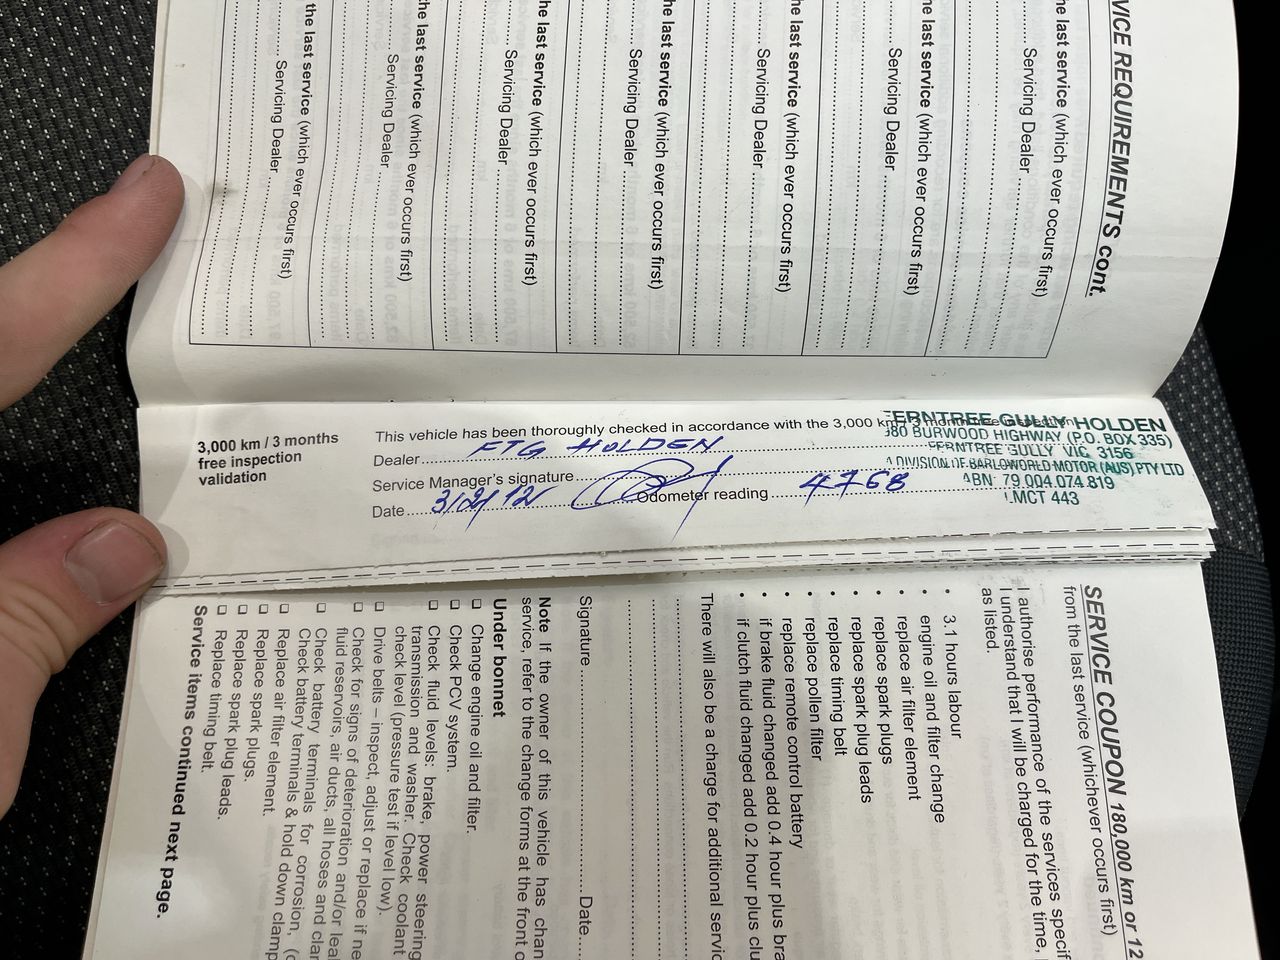 VICE REQUIREMENTS cont.
he last service (which ever occurs first)
Servicing Dealer
he last service (which ever occurs first)
Servicing Dealer
he last service (which ever occurs first)
Servicing Dealer
he last service (which ever occurs first)
Servicing Dealer
he last service (which ever occurs first)
Servicing Dealer
he last service (which ever occurs first)
Servicing Dealer
the last service (which ever occurs first)
Servicing Dealer
3,000 km / 3 months
free inspection
validation
This vehicle has been thoroughly checked in accordance with the 3,000 km / 3 month free inspection
Dealer FTG HOLDEN
Service Manager's signature
Date 3/2/12 Odometer reading 4768
FERNTREE GULLY HOLDEN
380 BURWOOD HIGHWAY (P.O. BOX 335)
FERNTREE GULLY VIC 3156
A DIVISION OF BARLOWORLD MOTOR (AUS) PTY LTD
ABN: 79 004 074 819
LMCT 443
SERVICE COUPON 180,000 km or 12
from the last service (whichever occurs first)
I authorise performance of the services specif
I understand that I will be charged for the time,
as listed.
• 3.1 hours labour
• engine oil and filter change
• replace air filter element
• replace spark plugs
• replace spark plug leads
• replace timing belt
• replace pollen filter
• replace remote control battery
• if brake fluid changed add 0.4 hour plus bra
• if clutch fluid changed add 0.2 hour plus clu
There will also be a charge for additional servic
Signature Date
Note If the owner of this vehicle has chan
service, refer to the change forms at the front o
Under bonnet
❑ Change engine oil and filter.
❑ Check PCV system.
❑ Check fluid levels: brake, power steering
transmission and washer. Check coolant
check level (pressure test if level low).
❑ Drive belts – inspect, adjust or replace if ne
❑ Check for signs of deterioration and/or leal
fluid reservoirs, air ducts, all hoses and clar
❑ Check battery terminals for corrosion, (c
Check battery terminals & hold down clamp
❑ Replace air filter element.
❑ Replace spark plugs.
❑ Replace spark plug leads.
❑ Replace timing belt.
Service items continued next page.